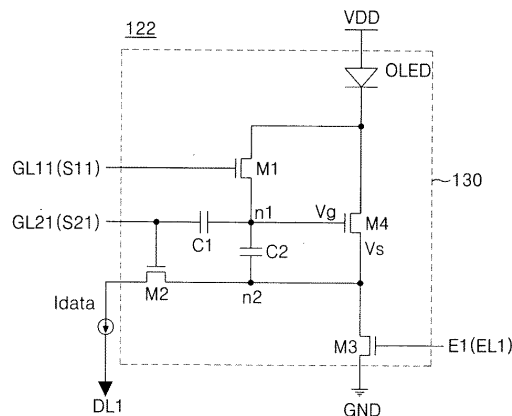 122
VDD
OLED
GL11(S11)
M1
130
GL21(S21)
n1
Vg
M4
C1
C2
Vs
Idata
M2
n2
M3
E1(EL1)
DL1
GND